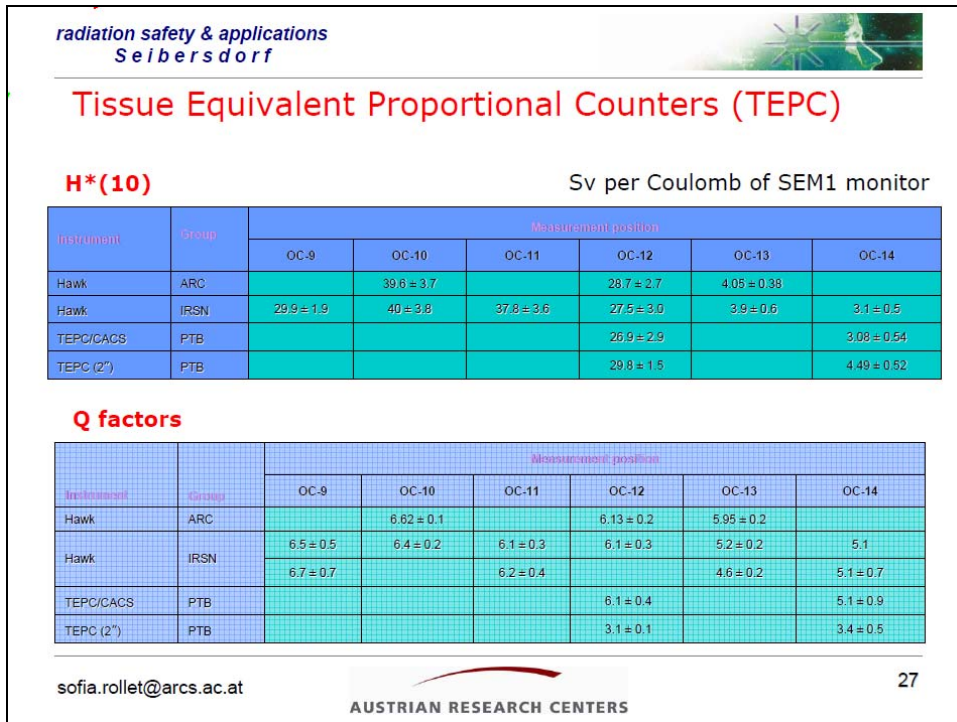 radiation safety & applications
Seibersdorf
Tissue Equivalent Proportional Counters (TEPC)
H*(10) Sv per Coulomb of SEM1 monitor
Instrument Group Measurement position
OC-9 OC-10 OC-11 OC-12 OC-13 OC-14
Hawk ARC 39.6 ± 3.7 28.7 ± 2.7 4.05 ± 0.38
Hawk IRSN 29.9 ± 1.9 40 ± 3.8 37.8 ± 3.6 27.5 ± 3.0 3.9 ± 0.6 3.1 ± 0.5
TEPC/CACS PTB 26.9 ± 2.9 3.08 ± 0.54
TEPC (2") PTB 29.8 ± 1.5 4.49 ± 0.52
Q factors
Measurement position
Instrument Group OC-9 OC-10 OC-11 OC-12 OC-13 OC-14
Hawk ARC 6.62 ± 0.1 6.13 ± 0.2 5.95 ± 0.2
Hawk IRSN 6.5 ± 0.5 6.4 ± 0.2 6.1 ± 0.3 6.1 ± 0.3 5.2 ± 0.2 5.1
6.7 ± 0.7 6.2 ± 0.4 4.6 ± 0.2 5.1 ± 0.7
TEPC/CACS PTB 6.1 ± 0.4 5.1 ± 0.9
TEPC (2") PTB 3.1 ± 0.1 3.4 ± 0.5
sofia.rollet@arcs.ac.at 27
AUSTRIAN RESEARCH CENTERS